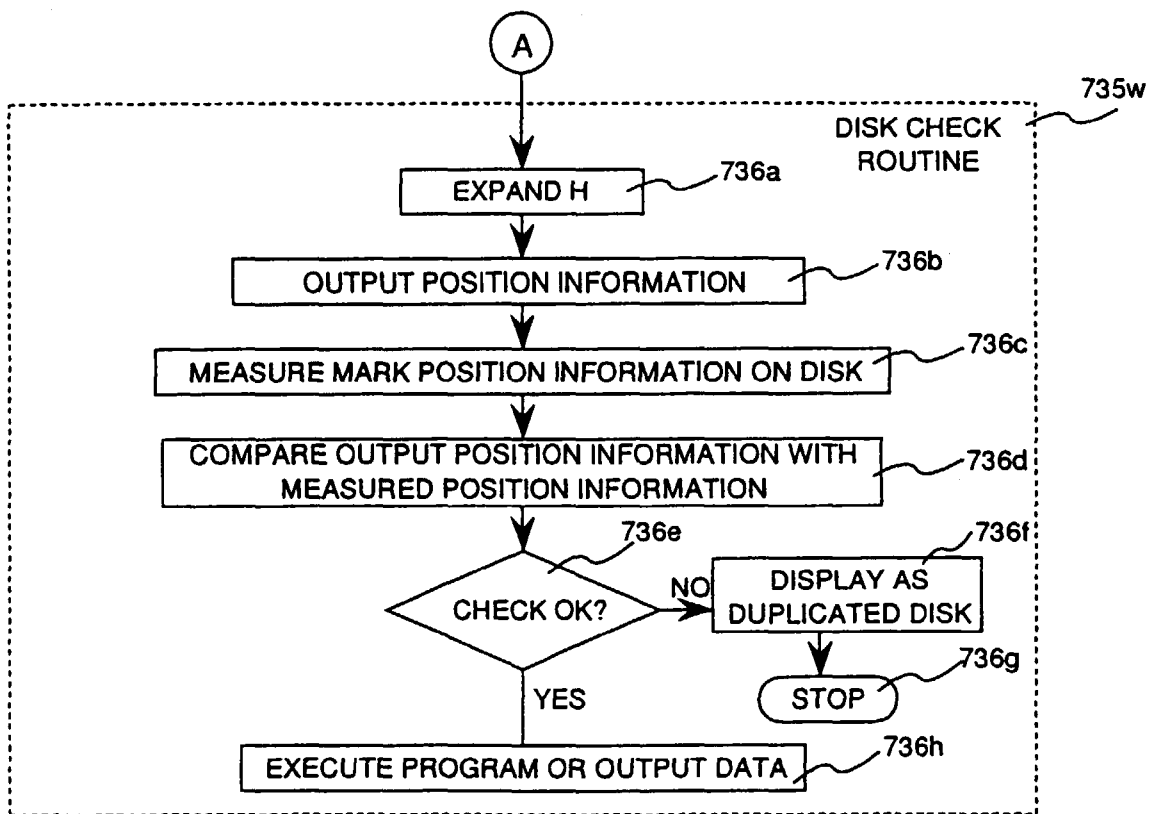 A
735w
DISK CHECK
ROUTINE
EXPAND H
736a
OUTPUT POSITION INFORMATION
736b
MEASURE MARK POSITION INFORMATION ON DISK
736c
COMPARE OUTPUT POSITION INFORMATION WITH
MEASURED POSITION INFORMATION
736d
736e
CHECK OK?
NO
736f
DISPLAY AS
DUPLICATED DISK
736g
STOP
YES
736h
EXECUTE PROGRAM OR OUTPUT DATA